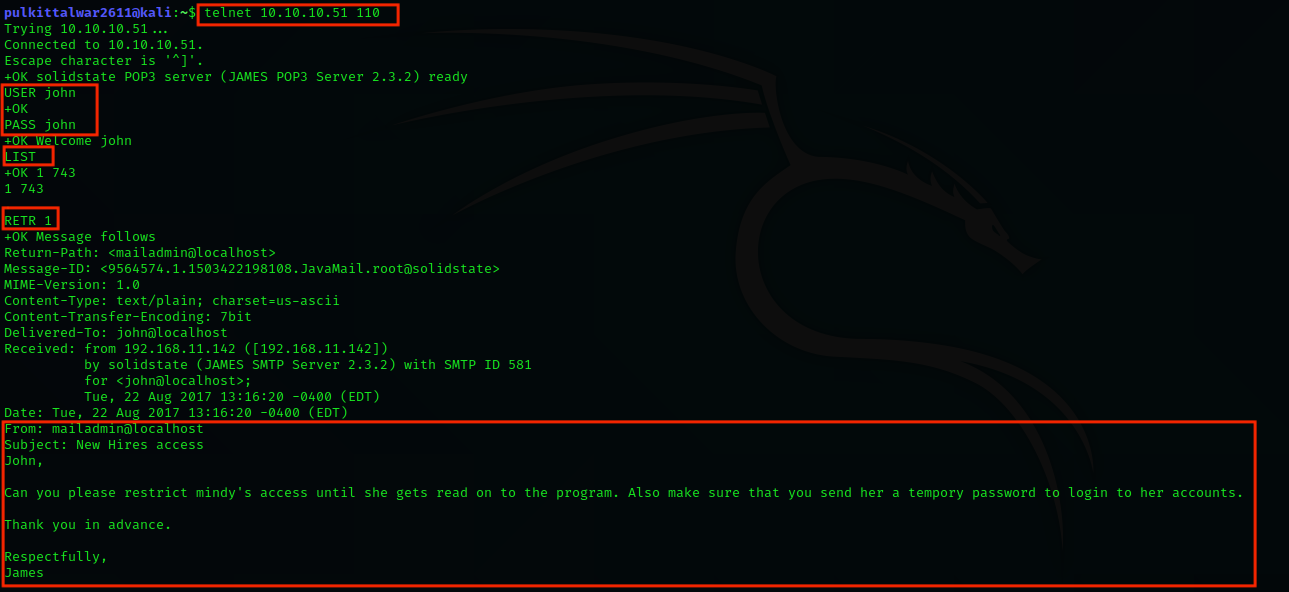 pulkittalwar2611@kali:~$ telnet 10.10.10.51 110
Trying 10.10.10.51...
Connected to 10.10.10.51.
Escape character is '^]'.
+OK solidstate POP3 server (JAMES POP3 Server 2.3.2) ready
USER john
+OK
PASS john
+OK Welcome john
LIST
+OK 1 743
1 743
RETR 1
+OK Message follows
Return-Path: <mailadmin@localhost>
Message-ID: <9564574.1.1503422198108.JavaMail.root@solidstate>
MIME-Version: 1.0
Content-Type: text/plain; charset=us-ascii
Content-Transfer-Encoding: 7bit
Delivered-To: john@localhost
Received: from 192.168.11.142 ([192.168.11.142])
by solidstate (JAMES SMTP Server 2.3.2) with SMTP ID 581
for <john@localhost>;
Tue, 22 Aug 2017 13:16:20 -0400 (EDT)
Date: Tue, 22 Aug 2017 13:16:20 -0400 (EDT)
From: mailadmin@localhost
Subject: New Hires access
John,
Can you please restrict mindy's access until she gets read on to the program. Also make sure that you send her a tempory password to login to her accounts.
Thank you in advance.
Respectfully,
James